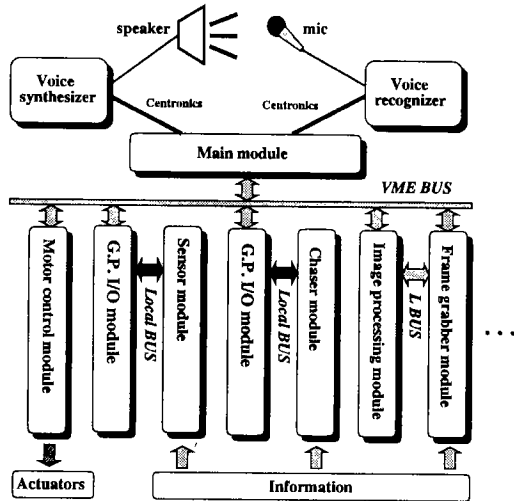 speaker
mic
Voice
synthesizer
Voice
recognizer
Centronics
Centronics
Main module
VME BUS
Motor control module
G.P. I/O module
Local BUS
Sensor module
G.P. I/O module
Local BUS
Chaser module
Image processing module
L BUS
Frame grabber module
. . .
Actuators
Information